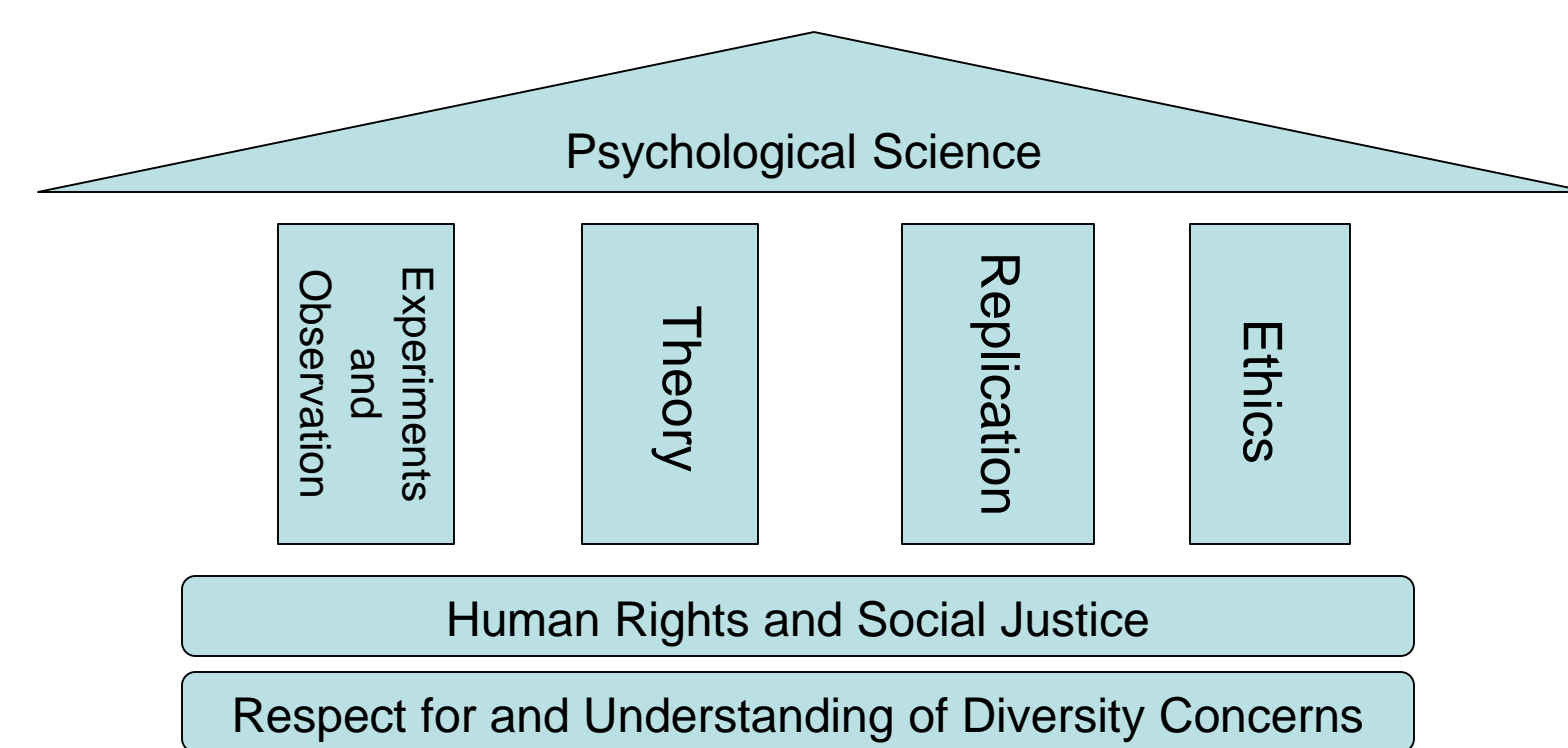 Psychological Science
Experiments
and
Observation
Theory
Replication
Ethics
Human Rights and Social Justice
Respect for and Understanding of Diversity Concerns